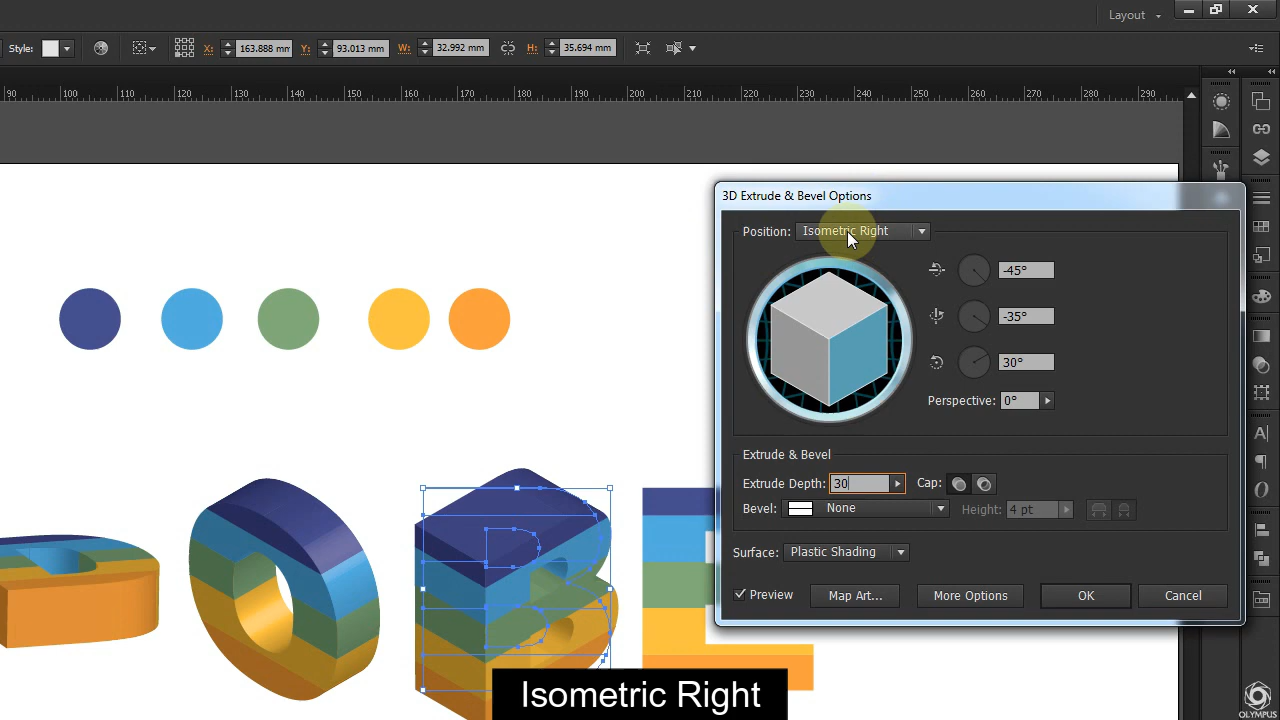 Layout
Style:
X: 163.888 mm
Y: 93.013 mm
W: 32.992 mm
H: 35.694 mm
90 100 110 120 130 140 150 160 170 180 190 200 210 220 230 240 250 260 270 280 290
3D Extrude & Bevel Options
Position: Isometric Right
-45°
-35°
30°
Perspective: 0°
Extrude & Bevel
Extrude Depth: 30 Cap:
Bevel: None Height: 4 pt
Surface: Plastic Shading
Preview Map Art... More Options OK Cancel
Isometric Right
OLYMPUS